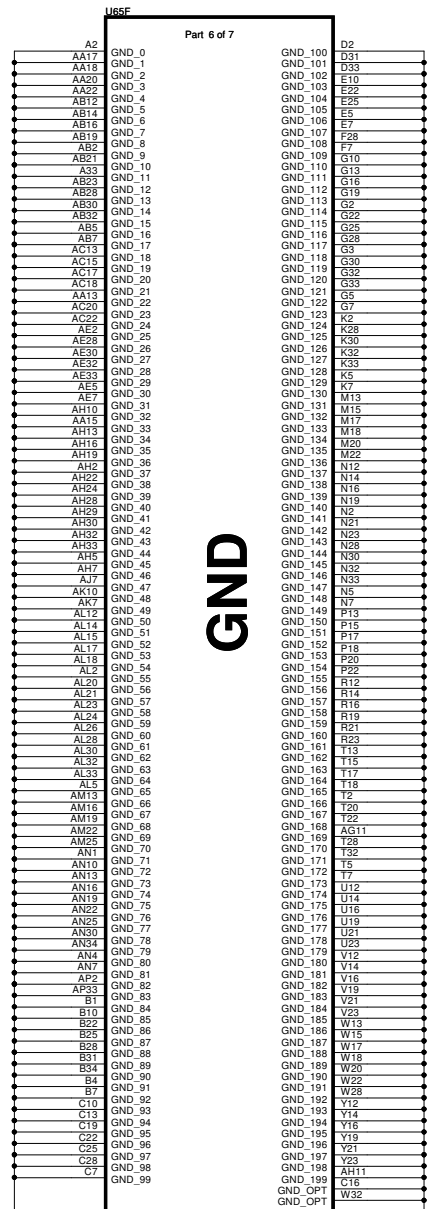 U65F
Part 6 of 7
A2 GND_0 GND_100 D2
AA17 GND_1 GND_101 D31
AA18 GND_2 GND_102 D33
AA20 GND_3 GND_103 E10
AA22 GND_4 GND_104 E22
AB12 GND_5 GND_105 E25
AB14 GND_6 GND_106 E5
AB16 GND_7 GND_107 E7
AB19 GND_8 GND_108 F28
AB2 GND_9 GND_109 F7
AB21 GND_10 GND_110 G10
A33 GND_11 GND_111 G13
AB23 GND_12 GND_112 G16
AB28 GND_13 GND_113 G19
AB30 GND_14 GND_114 G2
AB32 GND_15 GND_115 G22
AB5 GND_16 GND_116 G25
AB7 GND_17 GND_117 G28
AC13 GND_18 GND_118 G3
AC15 GND_19 GND_119 G30
AC17 GND_20 GND_120 G32
AC18 GND_21 GND_121 G33
AA13 GND_22 GND_122 G5
AC20 GND_23 GND_123 G7
AC22 GND_24 GND_124 K2
AE2 GND_25 GND_125 K28
AE28 GND_26 GND_126 K30
AE30 GND_27 GND_127 K32
AE32 GND_28 GND_128 K33
AE33 GND_29 GND_129 K5
AE5 GND_30 GND_130 K7
AE7 GND_31 GND_131 M13
AH10 GND_32 GND_132 M15
AA15 GND_33 GND_133 M17
AH13 GND_34 GND_134 M18
AH16 GND_35 GND_135 M20
AH19 GND_36 GND_136 M22
AH2 GND_37 GND_137 N12
AH22 GND_38 GND_138 N14
AH24 GND_39 GND_139 N16
AH28 GND_40 GND_140 N19
AH29 GND_41 GND_141 N2
AH30 GND_42 GND_142 N21
AH32 GND_43 GND_143 N23
AH33 GND_44 GND_144 N28
AH5 GND_45 GND_145 N30
AH7 GND_46 GND_146 N32
AJ7 GND_47 GND_147 N33
AK10 GND_48 GND_148 N5
AK7 GND_49 GND_149 N7
AL12 GND_50 GND_150 P13
AL14 GND_51 GND_151 P15
AL15 GND_52 GND_152 P17
AL17 GND_53 GND_153 P18
AL18 GND_54 GND_154 P20
AL2 GND_55 GND_155 P22
AL20 GND_56 GND_156 R12
AL21 GND_57 GND_157 R14
AL23 GND_58 GND_158 R16
AL24 GND_59 GND_159 R19
AL26 GND_60 GND_160 R21
AL28 GND_61 GND_161 R23
AL30 GND_62 GND_162 T13
AL32 GND_63 GND_163 T15
AL33 GND_64 GND_164 T17
AL5 GND_65 GND_165 T18
AM13 GND_66 GND_166 T2
AM16 GND_67 GND_167 T20
AM19 GND_68 GND_168 T22
AM22 GND_69 GND_169 AG11
AM25 GND_70 GND_170 T28
AN1 GND_71 GND_171 T32
AN10 GND_72 GND_172 T5
AN13 GND_73 GND_173 T7
AN16 GND_74 GND_174 U12
AN19 GND_75 GND_175 U14
AN22 GND_76 GND_176 U16
AN25 GND_77 GND_177 U19
AN30 GND_78 GND_178 U21
AN34 GND_79 GND_179 U23
AN4 GND_80 GND_180 V12
AN7 GND_81 GND_181 V14
AP2 GND_82 GND_182 V16
AP33 GND_83 GND_183 V19
B1 GND_84 GND_184 V21
B10 GND_85 GND_185 V23
B22 GND_86 GND_186 W13
B25 GND_87 GND_187 W15
B28 GND_88 GND_188 W17
B31 GND_89 GND_189 W18
B34 GND_90 GND_190 W20
B4 GND_91 GND_191 W22
B7 GND_92 GND_192 W28
C10 GND_93 GND_193 Y12
C13 GND_94 GND_194 Y14
C19 GND_95 GND_195 Y16
C22 GND_96 GND_196 Y19
C25 GND_97 GND_197 Y21
C28 GND_98 GND_198 Y23
C7 GND_99 GND_199 AH11
GND_OPT C16
GND_OPT W32
GND